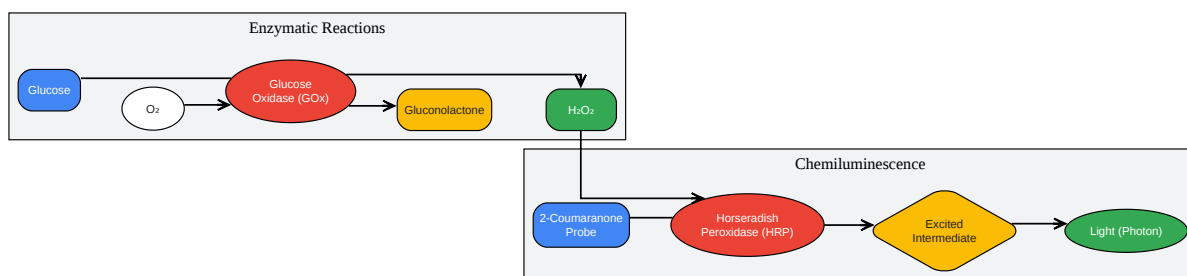 Enzymatic Reactions
Glucose
O₂
Glucose
Oxidase (GOx)
Gluconolactone
H₂O₂
Chemiluminescence
2-Coumaranone
Probe
Horseradish
Peroxidase (HRP)
Excited
Intermediate
Light (Photon)